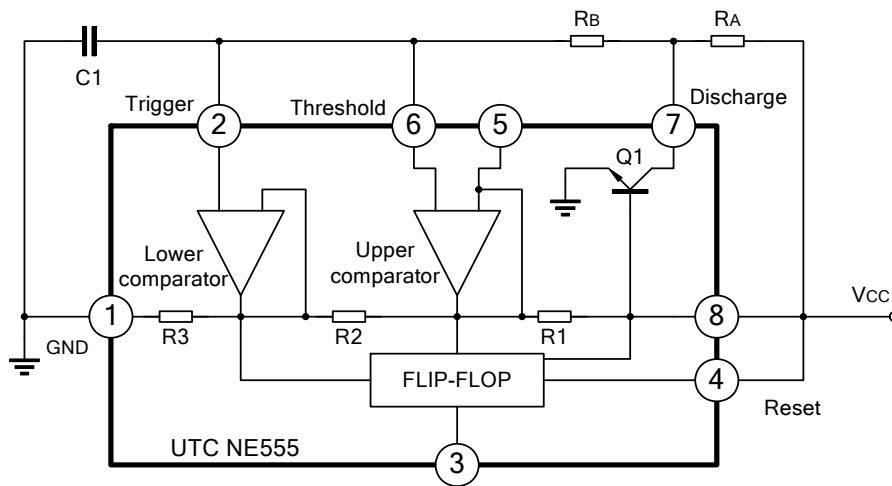 RB
RA
C1
Trigger
Threshold
Discharge
2
6
5
7
Q1
Lower
comparator
Upper
comparator
VCC
1
8
R3
R2
R1
GND
FLIP-FLOP
4
Reset
UTC NE555
3